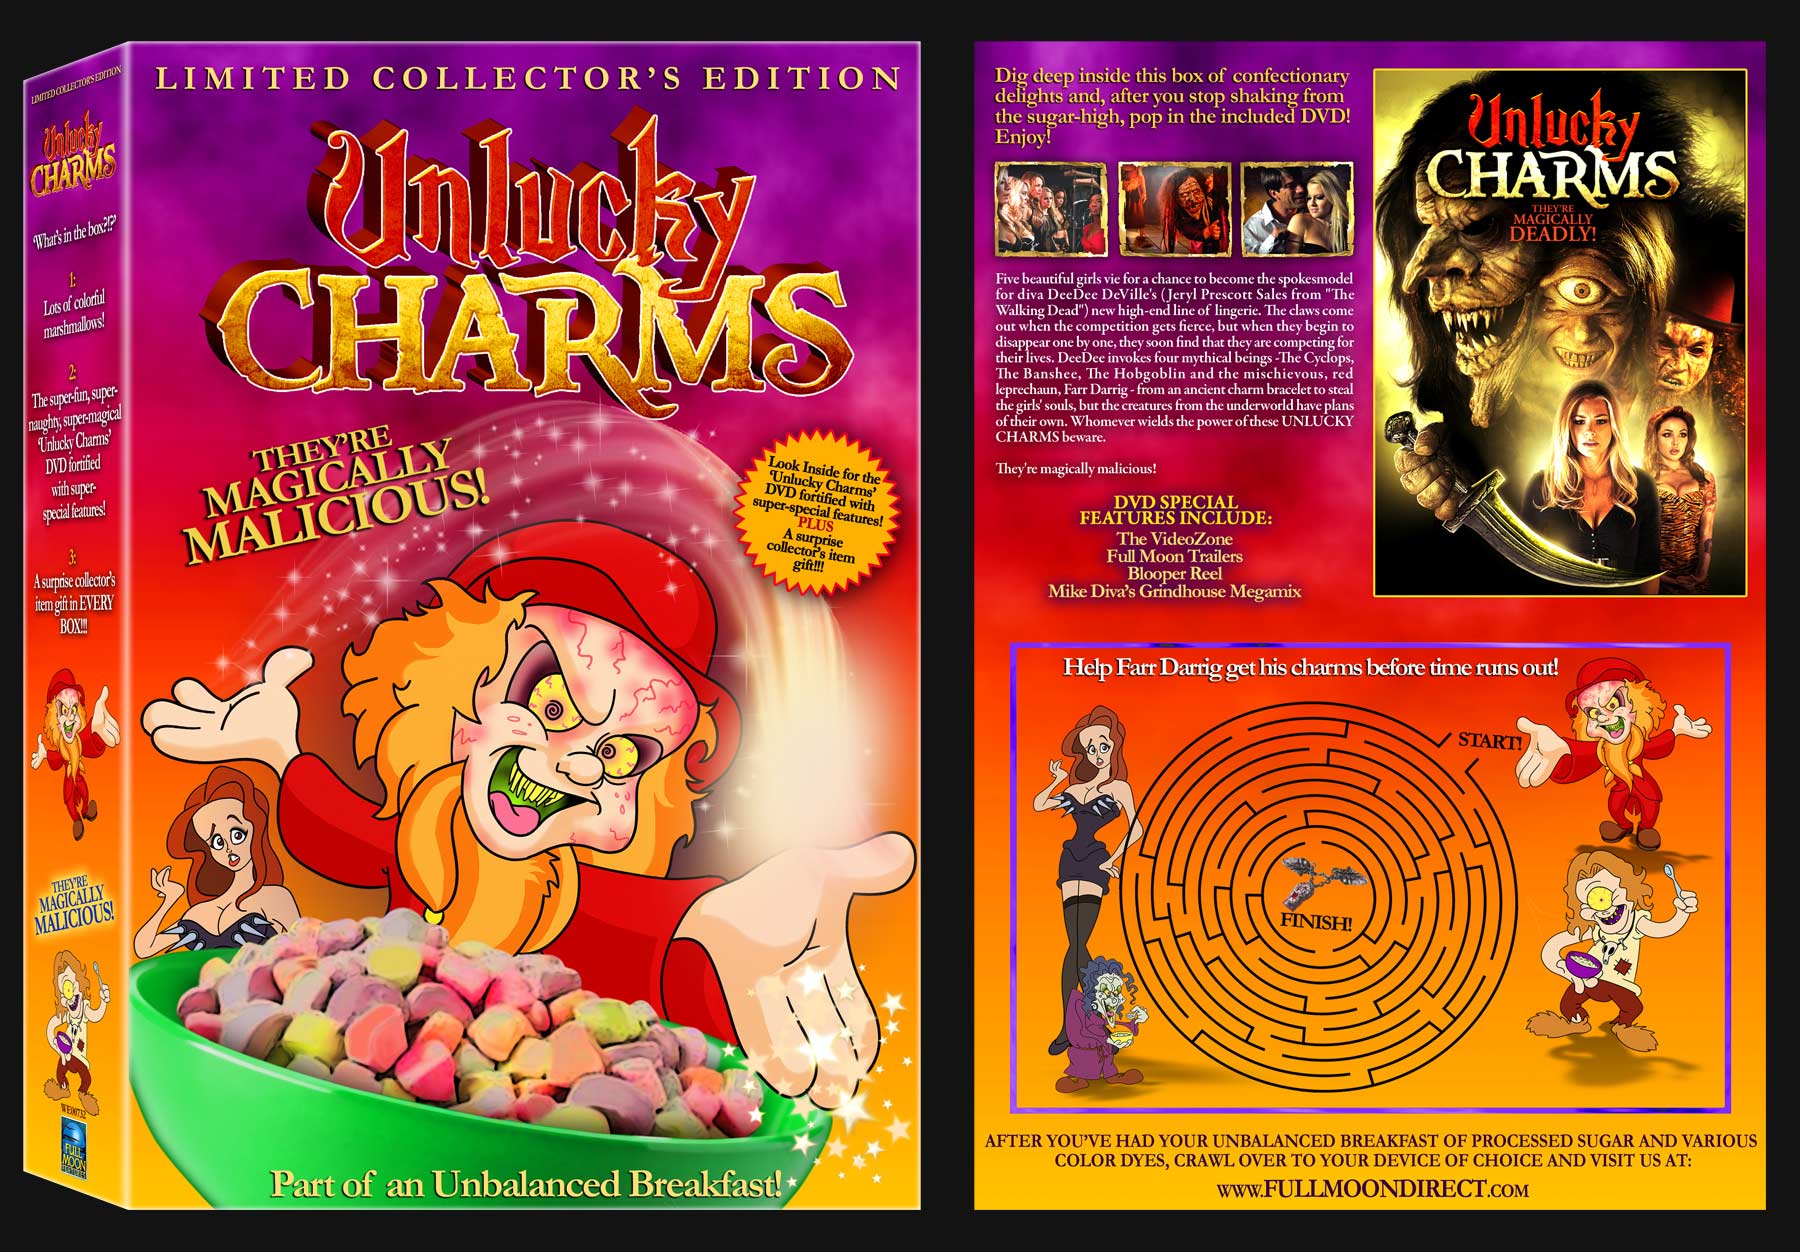 LIMITED COLLECTOR'S EDITION
Unlucky
CHARMS
'What's in the box?!?'
1:
Lots of colorful
marshmallows!
2:
The super-fun, super-
naughty, super-magical
'Unlucky Charms'
DVD fortified
with super-
special features!
3:
A surprise collector's
item gift in EVERY
BOX!!!
THEY'RE
MAGICALLY
MALICIOUS!
WE00732
FULL
MOON
FEATURES
LIMITED COLLECTOR'S EDITION
Unlucky
CHARMS
THEY'RE
MAGICALLY
MALICIOUS!
Look Inside for the
'Unlucky Charms'
DVD fortified with
super-special features!
PLUS
A surprise
collector's item
gift!!!
Part of an Unbalanced Breakfast!
Dig deep inside this box of confectionary
delights and, after you stop shaking from
the sugar-high, pop in the included DVD!
Enjoy!
Five beautiful girls vie for a chance to become the spokesmodel
for diva DeeDee DeVille's (Jeryl Prescott Sales from "The
Walking Dead") new high-end line of lingerie. The claws come
out when the competition gets fierce, but when they begin to
disappear one by one, they soon find that they are competing for
their lives. DeeDee invokes four mythical beings -The Cyclops,
The Banshee, The Hobgoblin and the mischievous, red
leprechaun, Farr Darrig - from an ancient charm bracelet to steal
the girls' souls, but the creatures from the underworld have plans
of their own. Whomever wields the power of these UNLUCKY
CHARMS beware.
They're magically malicious!
DVD SPECIAL
FEATURES INCLUDE:
The VideoZone
Full Moon Trailers
Blooper Reel
Mike Diva's Grindhouse Megamix
Unlucky
CHARMS
THEY'RE
MAGICALLY
DEADLY!
Help Farr Darrig get his charms before time runs out!
START!
FINISH!
AFTER YOU'VE HAD YOUR UNBALANCED BREAKFAST OF PROCESSED SUGAR AND VARIOUS
COLOR DYES, CRAWL OVER TO YOUR DEVICE OF CHOICE AND VISIT US AT:
WWW.FULLMOONDIRECT.COM